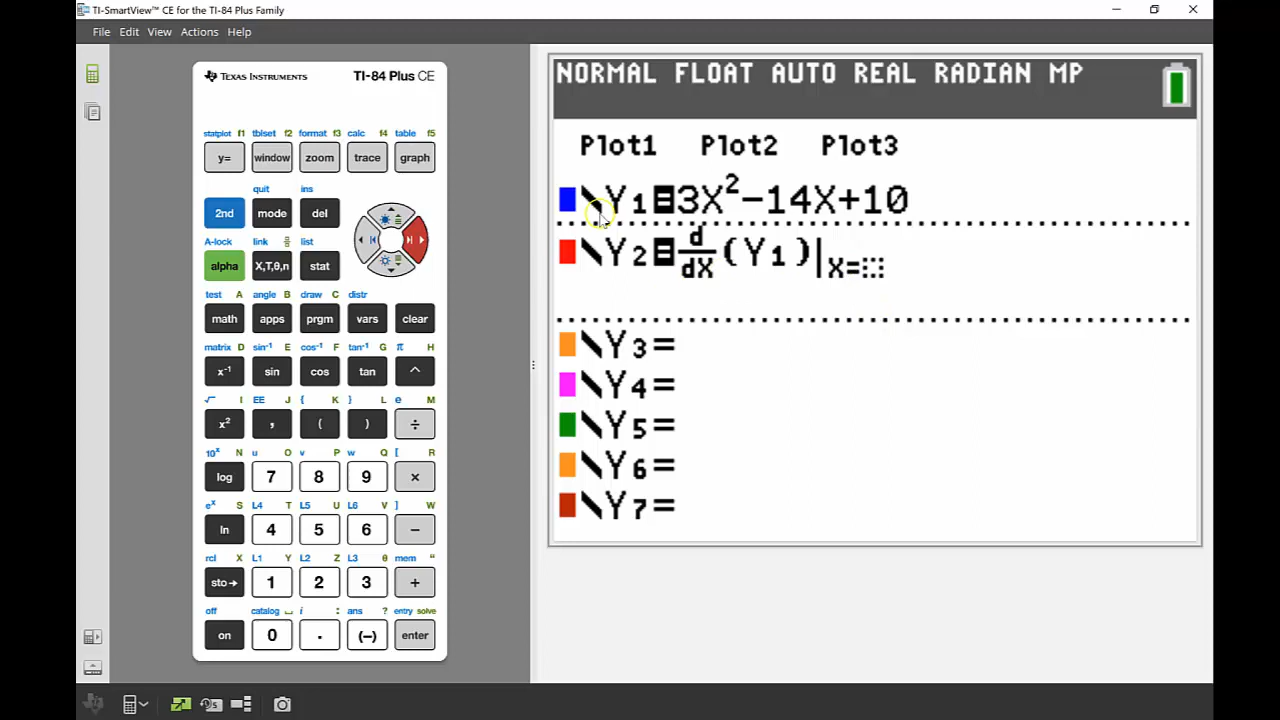 TI-SmartView™ CE for the TI-84 Plus Family
File Edit View Actions Help
TEXAS INSTRUMENTS TI-84 Plus CE
statplot f1 tblset f2 format f3 calc f4 table f5
y= window zoom trace graph
quit ins
2nd mode del
A-lock link list
alpha X,T,θ,n stat
test A angle B draw C distr
math apps prgm vars clear
matrix D sin⁻¹ E cos⁻¹ F tan⁻¹ G π H
x⁻¹ sin cos tan ^
√ I EE J { K } L e M
x² , ( ) ÷
10ˣ N u O v P w Q [ R
log 7 8 9 ×
eˣ S L4 T L5 U L6 V ] W
ln 4 5 6 −
rcl X L1 Y L2 Z L3 θ mem "
sto→ 1 2 3 +
off catalog i : ans ? entry solve
on 0 . (−) enter
NORMAL FLOAT AUTO REAL RADIAN MP
Plot1 Plot2 Plot3
\Y1=3X²-14X+10
\Y2=d/dX(Y1)|X=
\Y3=
\Y4=
\Y5=
\Y6=
\Y7=